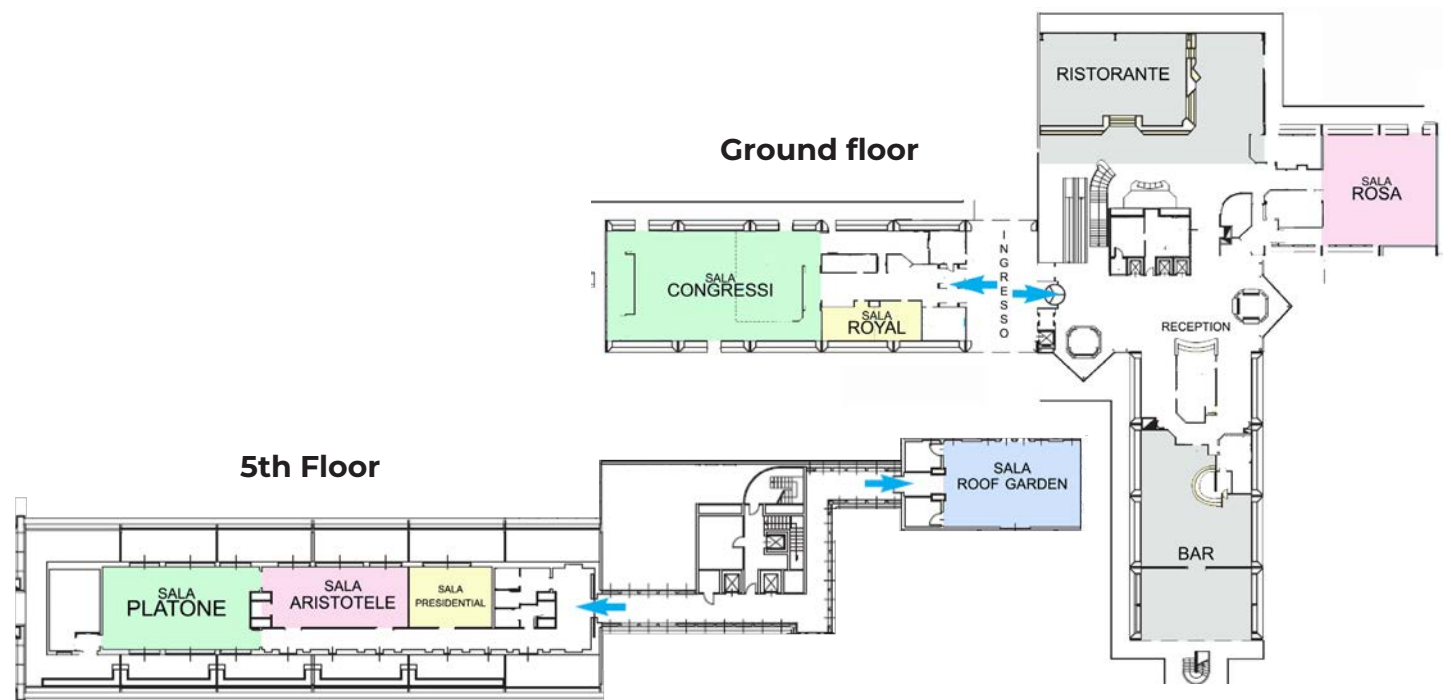 RISTORANTE
Ground floor
SALA
ROSA
SALA
CONGRESSI
SALA
ROYAL
INGRESSO
RECEPTION
5th Floor
SALA
ROOF GARDEN
BAR
SALA
PLATONE
SALA
ARISTOTELE
SALA
PRESIDENTIAL